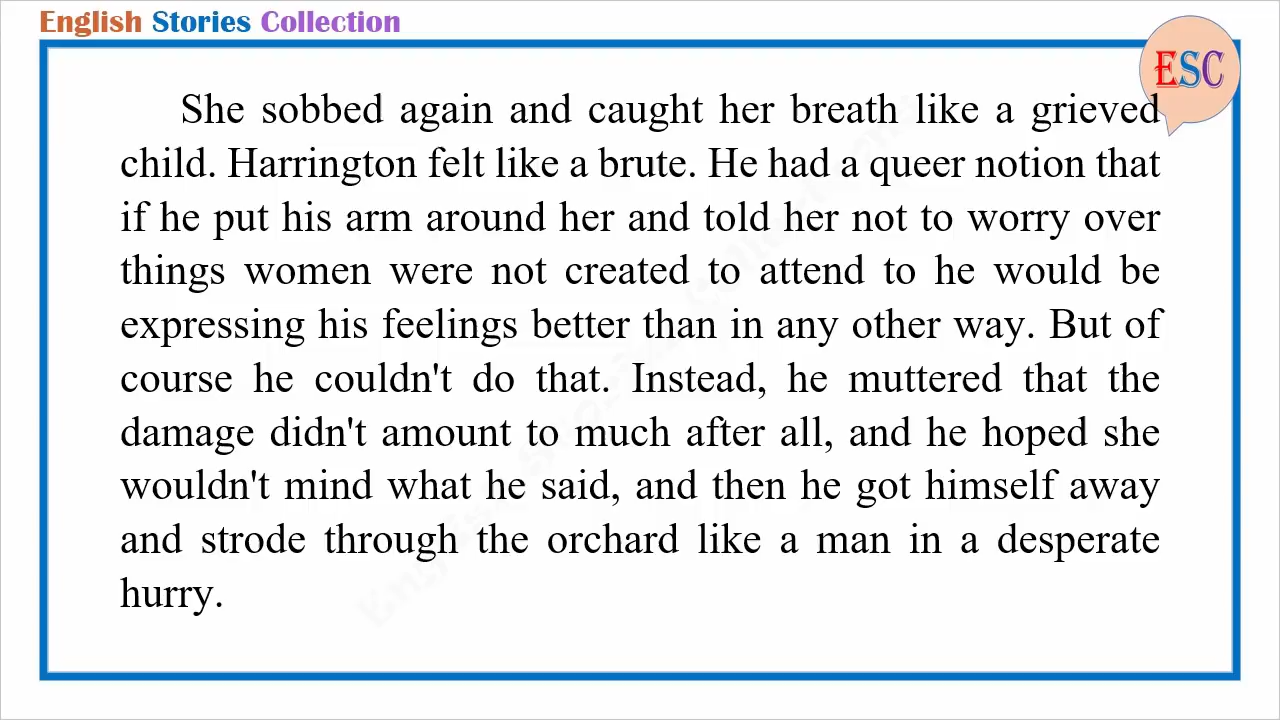 English Stories Collection
ESC
She sobbed again and caught her breath like a grieved
child. Harrington felt like a brute. He had a queer notion that
if he put his arm around her and told her not to worry over
things women were not created to attend to he would be
expressing his feelings better than in any other way. But of
course he couldn't do that. Instead, he muttered that the
damage didn't amount to much after all, and he hoped she
wouldn't mind what he said, and then he got himself away
and strode through the orchard like a man in a desperate
hurry.